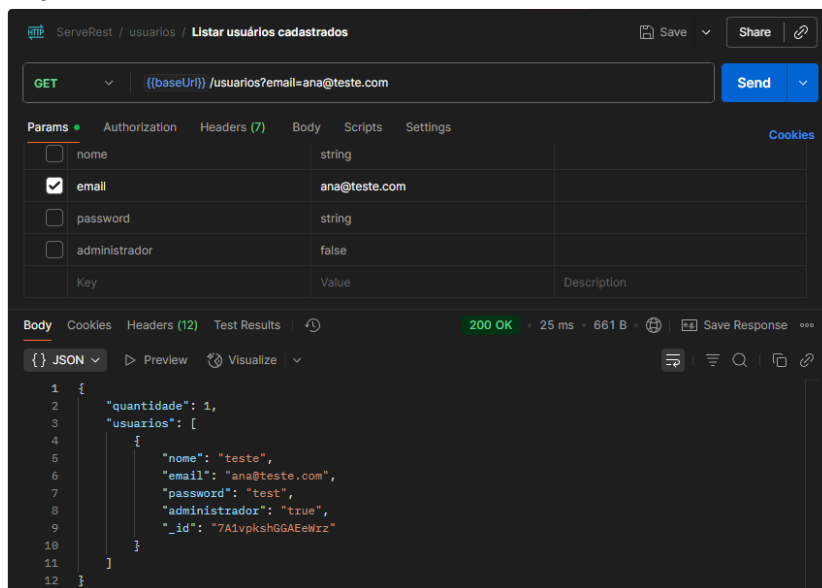 HTTP ServeRest / usuarios / Listar usuários cadastrados Save Share
GET {{baseUrl}} /usuarios?email=ana@teste.com Send
Params Authorization Headers (7) Body Scripts Settings Cookies
nome string
email ana@teste.com
password string
administrador false
Key Value Description
Body Cookies Headers (12) Test Results 200 OK 25 ms 661 B e.g. Save Response
{} JSON Preview Visualize
1 {
2 "quantidade": 1,
3 "usuarios": [
4 {
5 "nome": "teste",
6 "email": "ana@teste.com",
7 "password": "test",
8 "administrador": "true",
9 "_id": "7A1vpkshGGAEeWrz"
10 }
11 ]
12 }